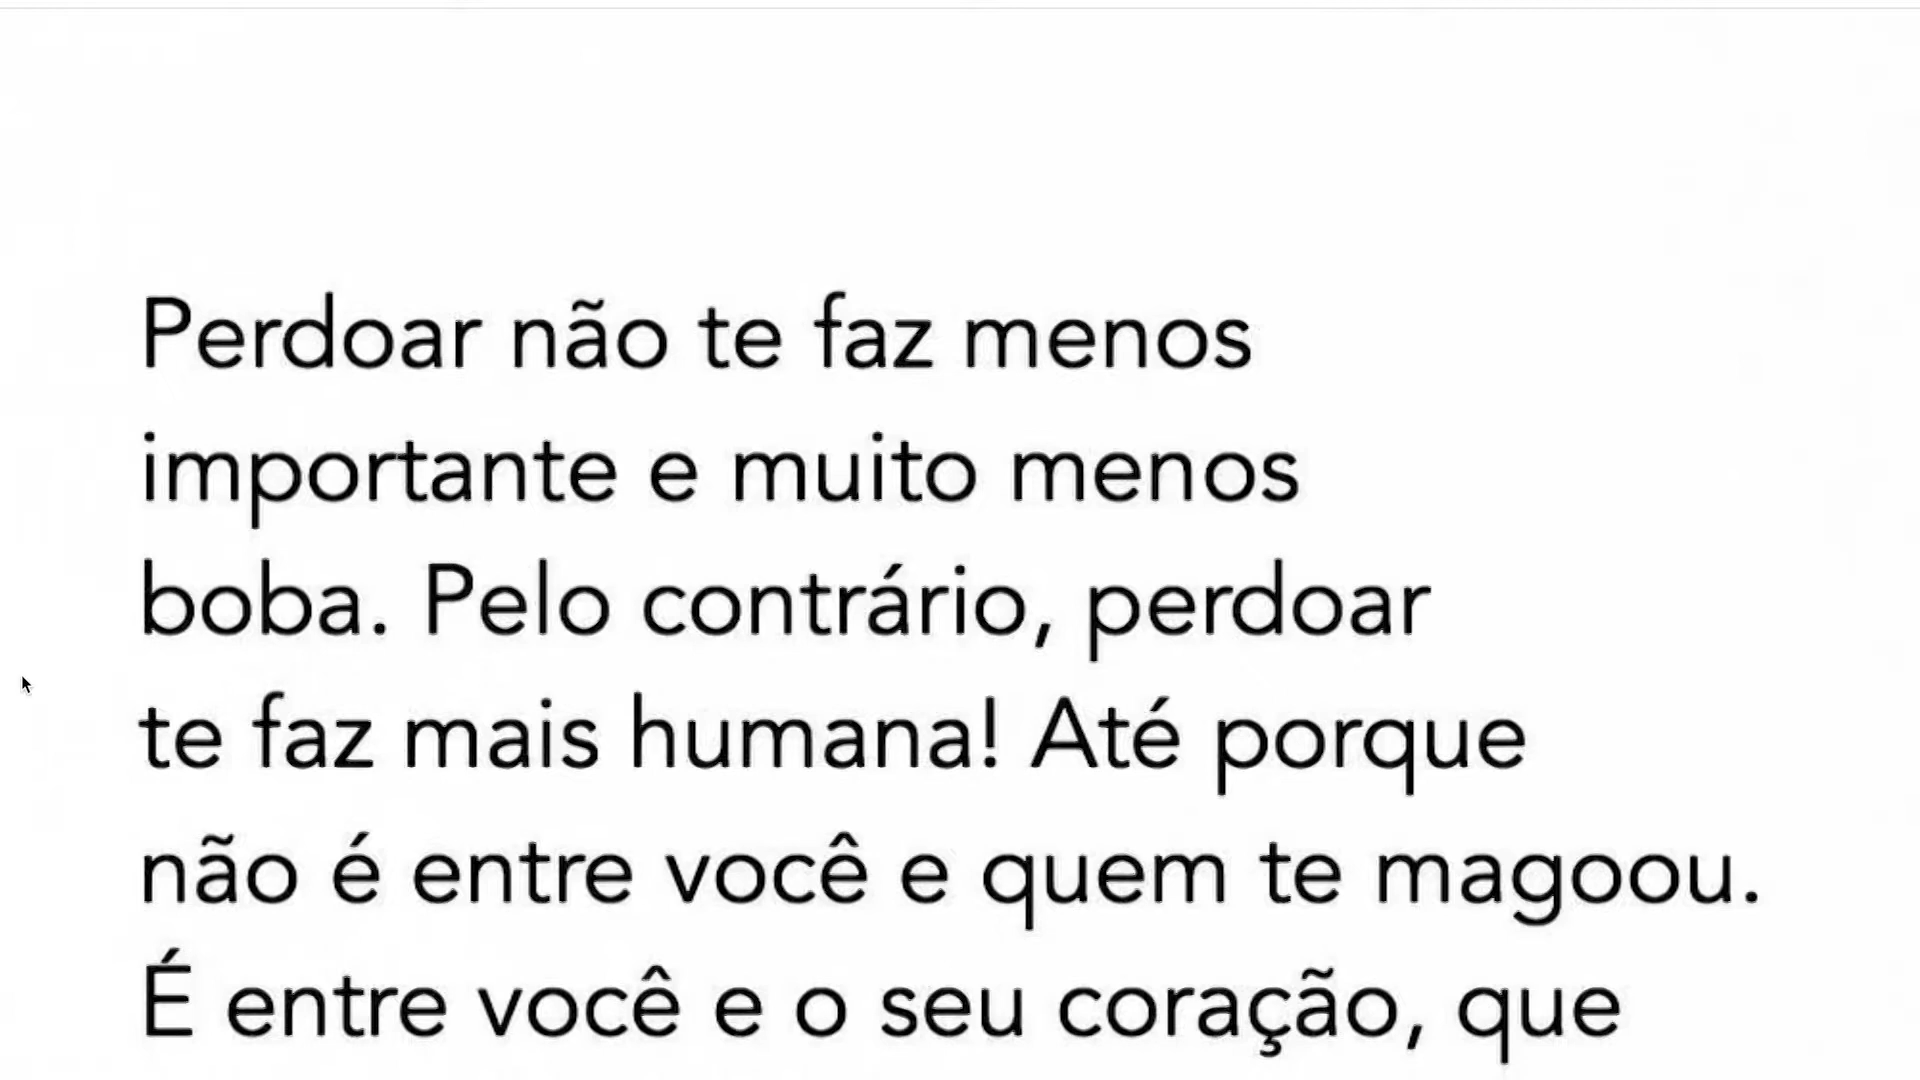 Perdoar não te faz menos
importante e muito menos
boba. Pelo contrário, perdoar
te faz mais humana! Até porque
não é entre você e quem te magoou.
É entre você e o seu coração, que